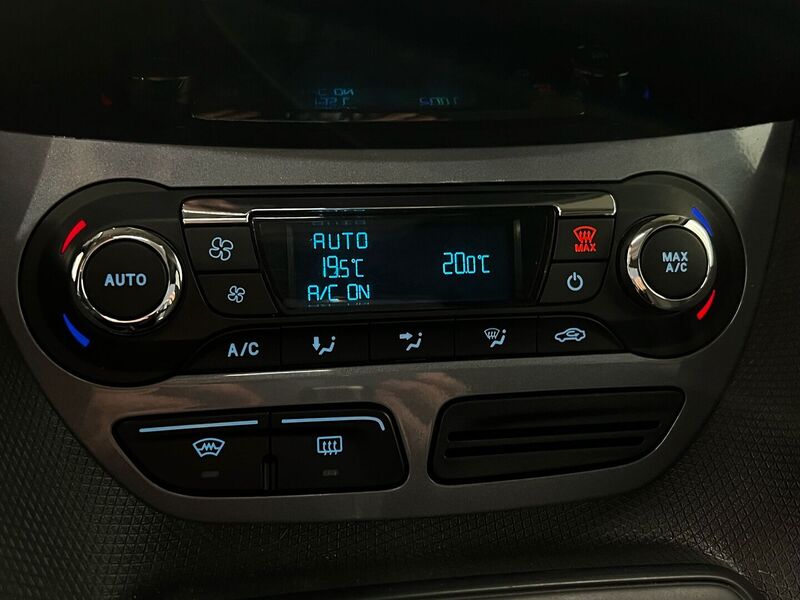 AUTO
19.5°C
20.0°C
A/C ON
AUTO
MAX
MAX
A/C
A/C